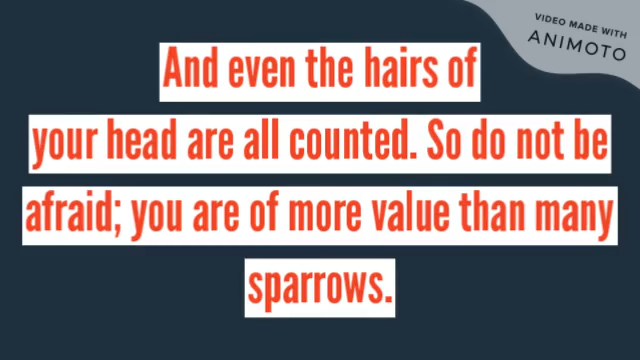 VIDEO MADE WITH
ANIMOTO
And even the hairs of
your head are all counted. So do not be
afraid; you are of more value than many
sparrows.